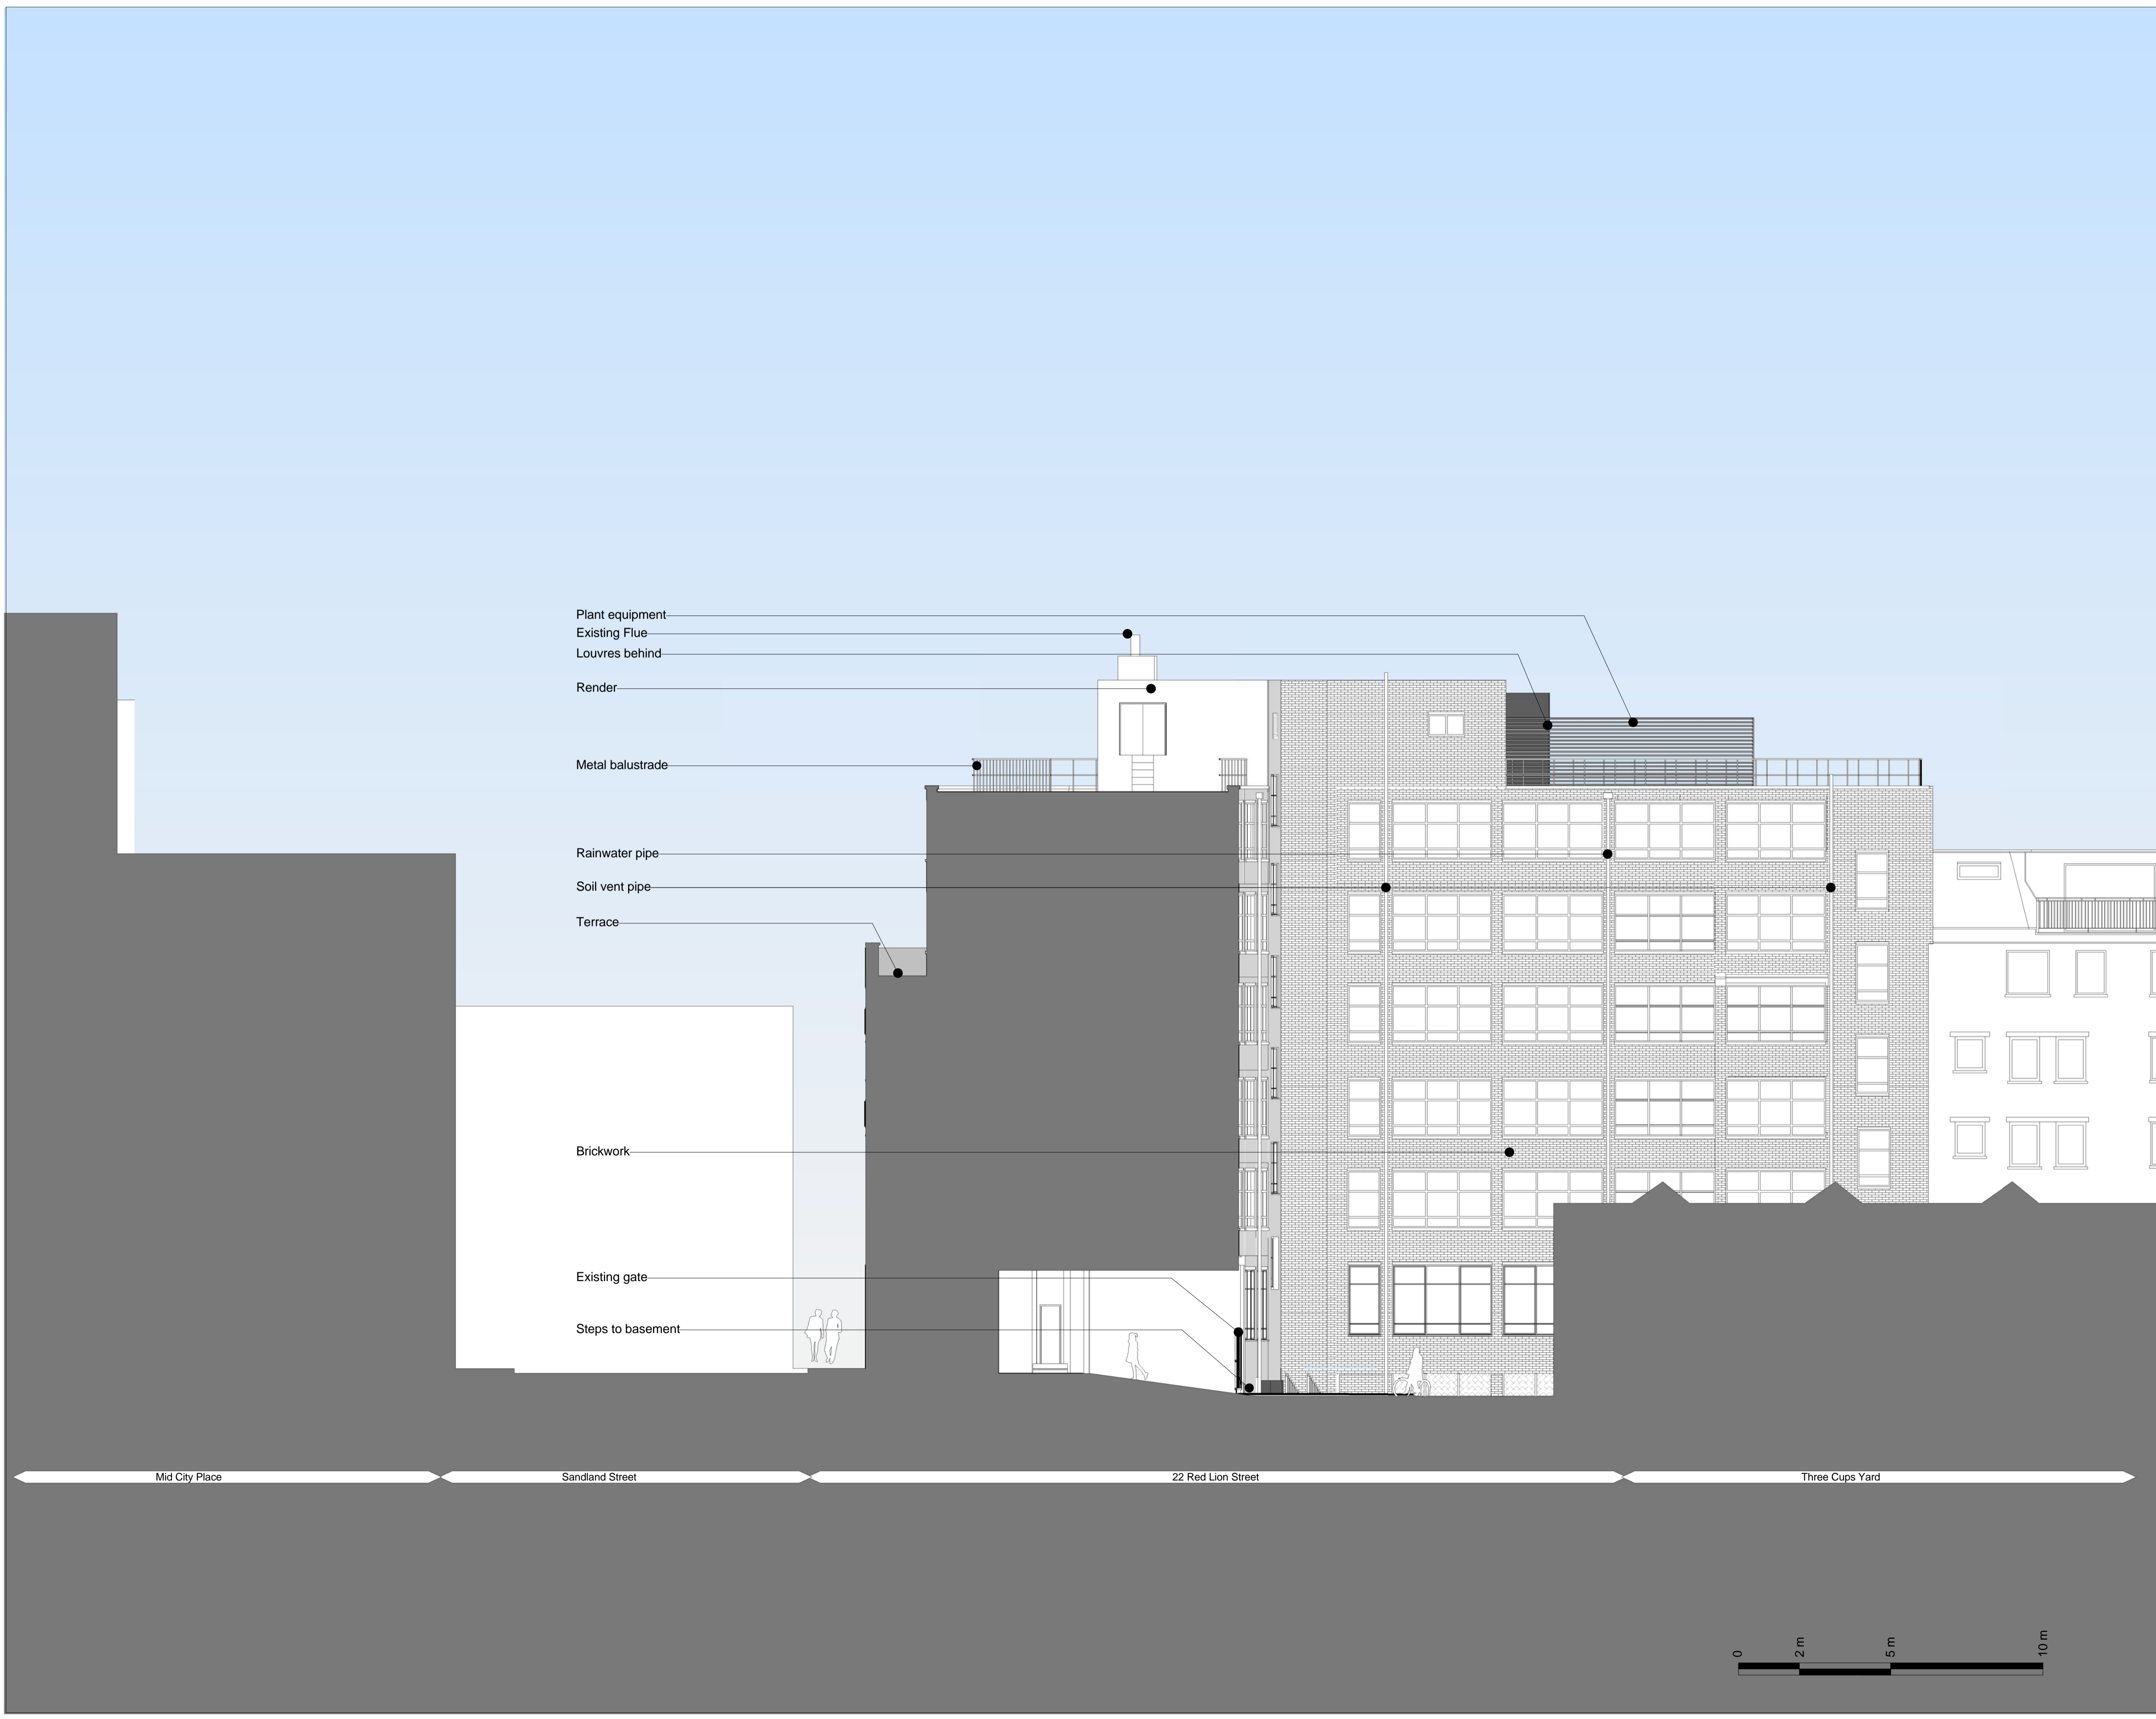 Plant equipment
Existing Flue
Louvres behind
Render
Metal balustrade
Rainwater pipe
Soil vent pipe
Terrace
Brickwork
Existing gate
Steps to basement
Mid City Place
Sandland Street
22 Red Lion Street
Three Cups Yard
0
2 m
5 m
10 m